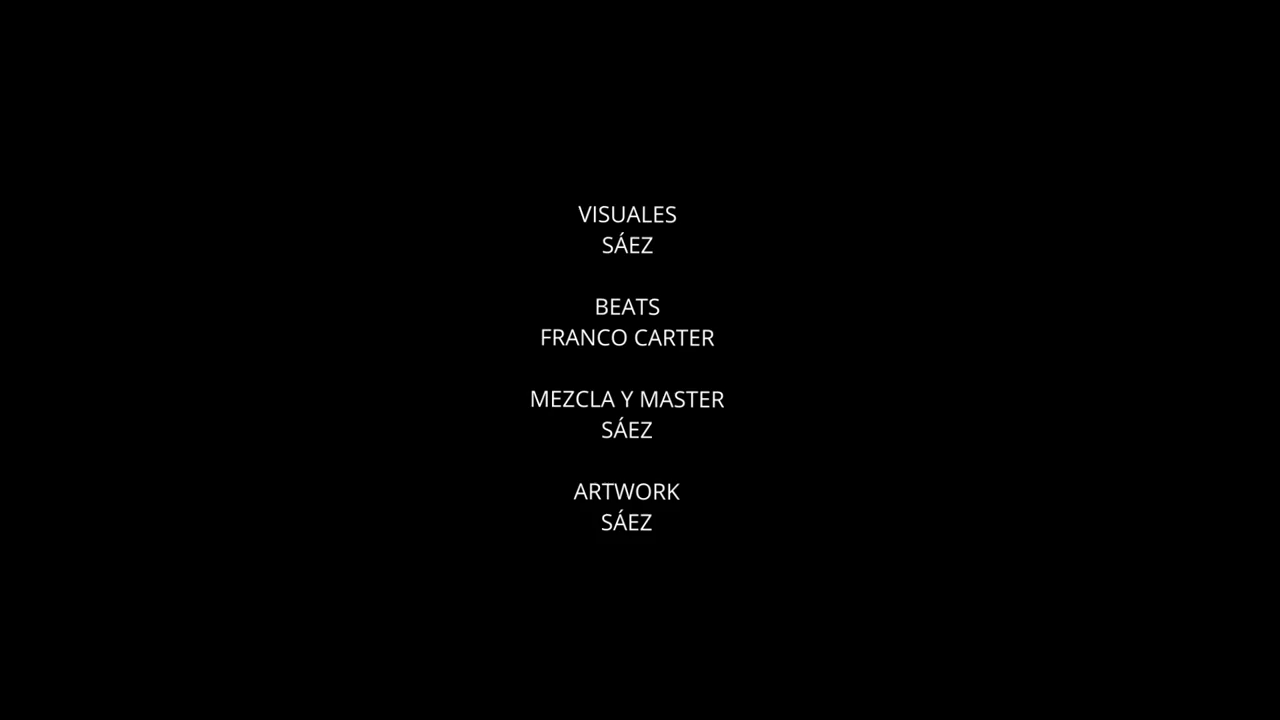 VISUALES
SÁEZ
BEATS
FRANCO CARTER
MEZCLA Y MASTER
SÁEZ
ARTWORK
SÁEZ